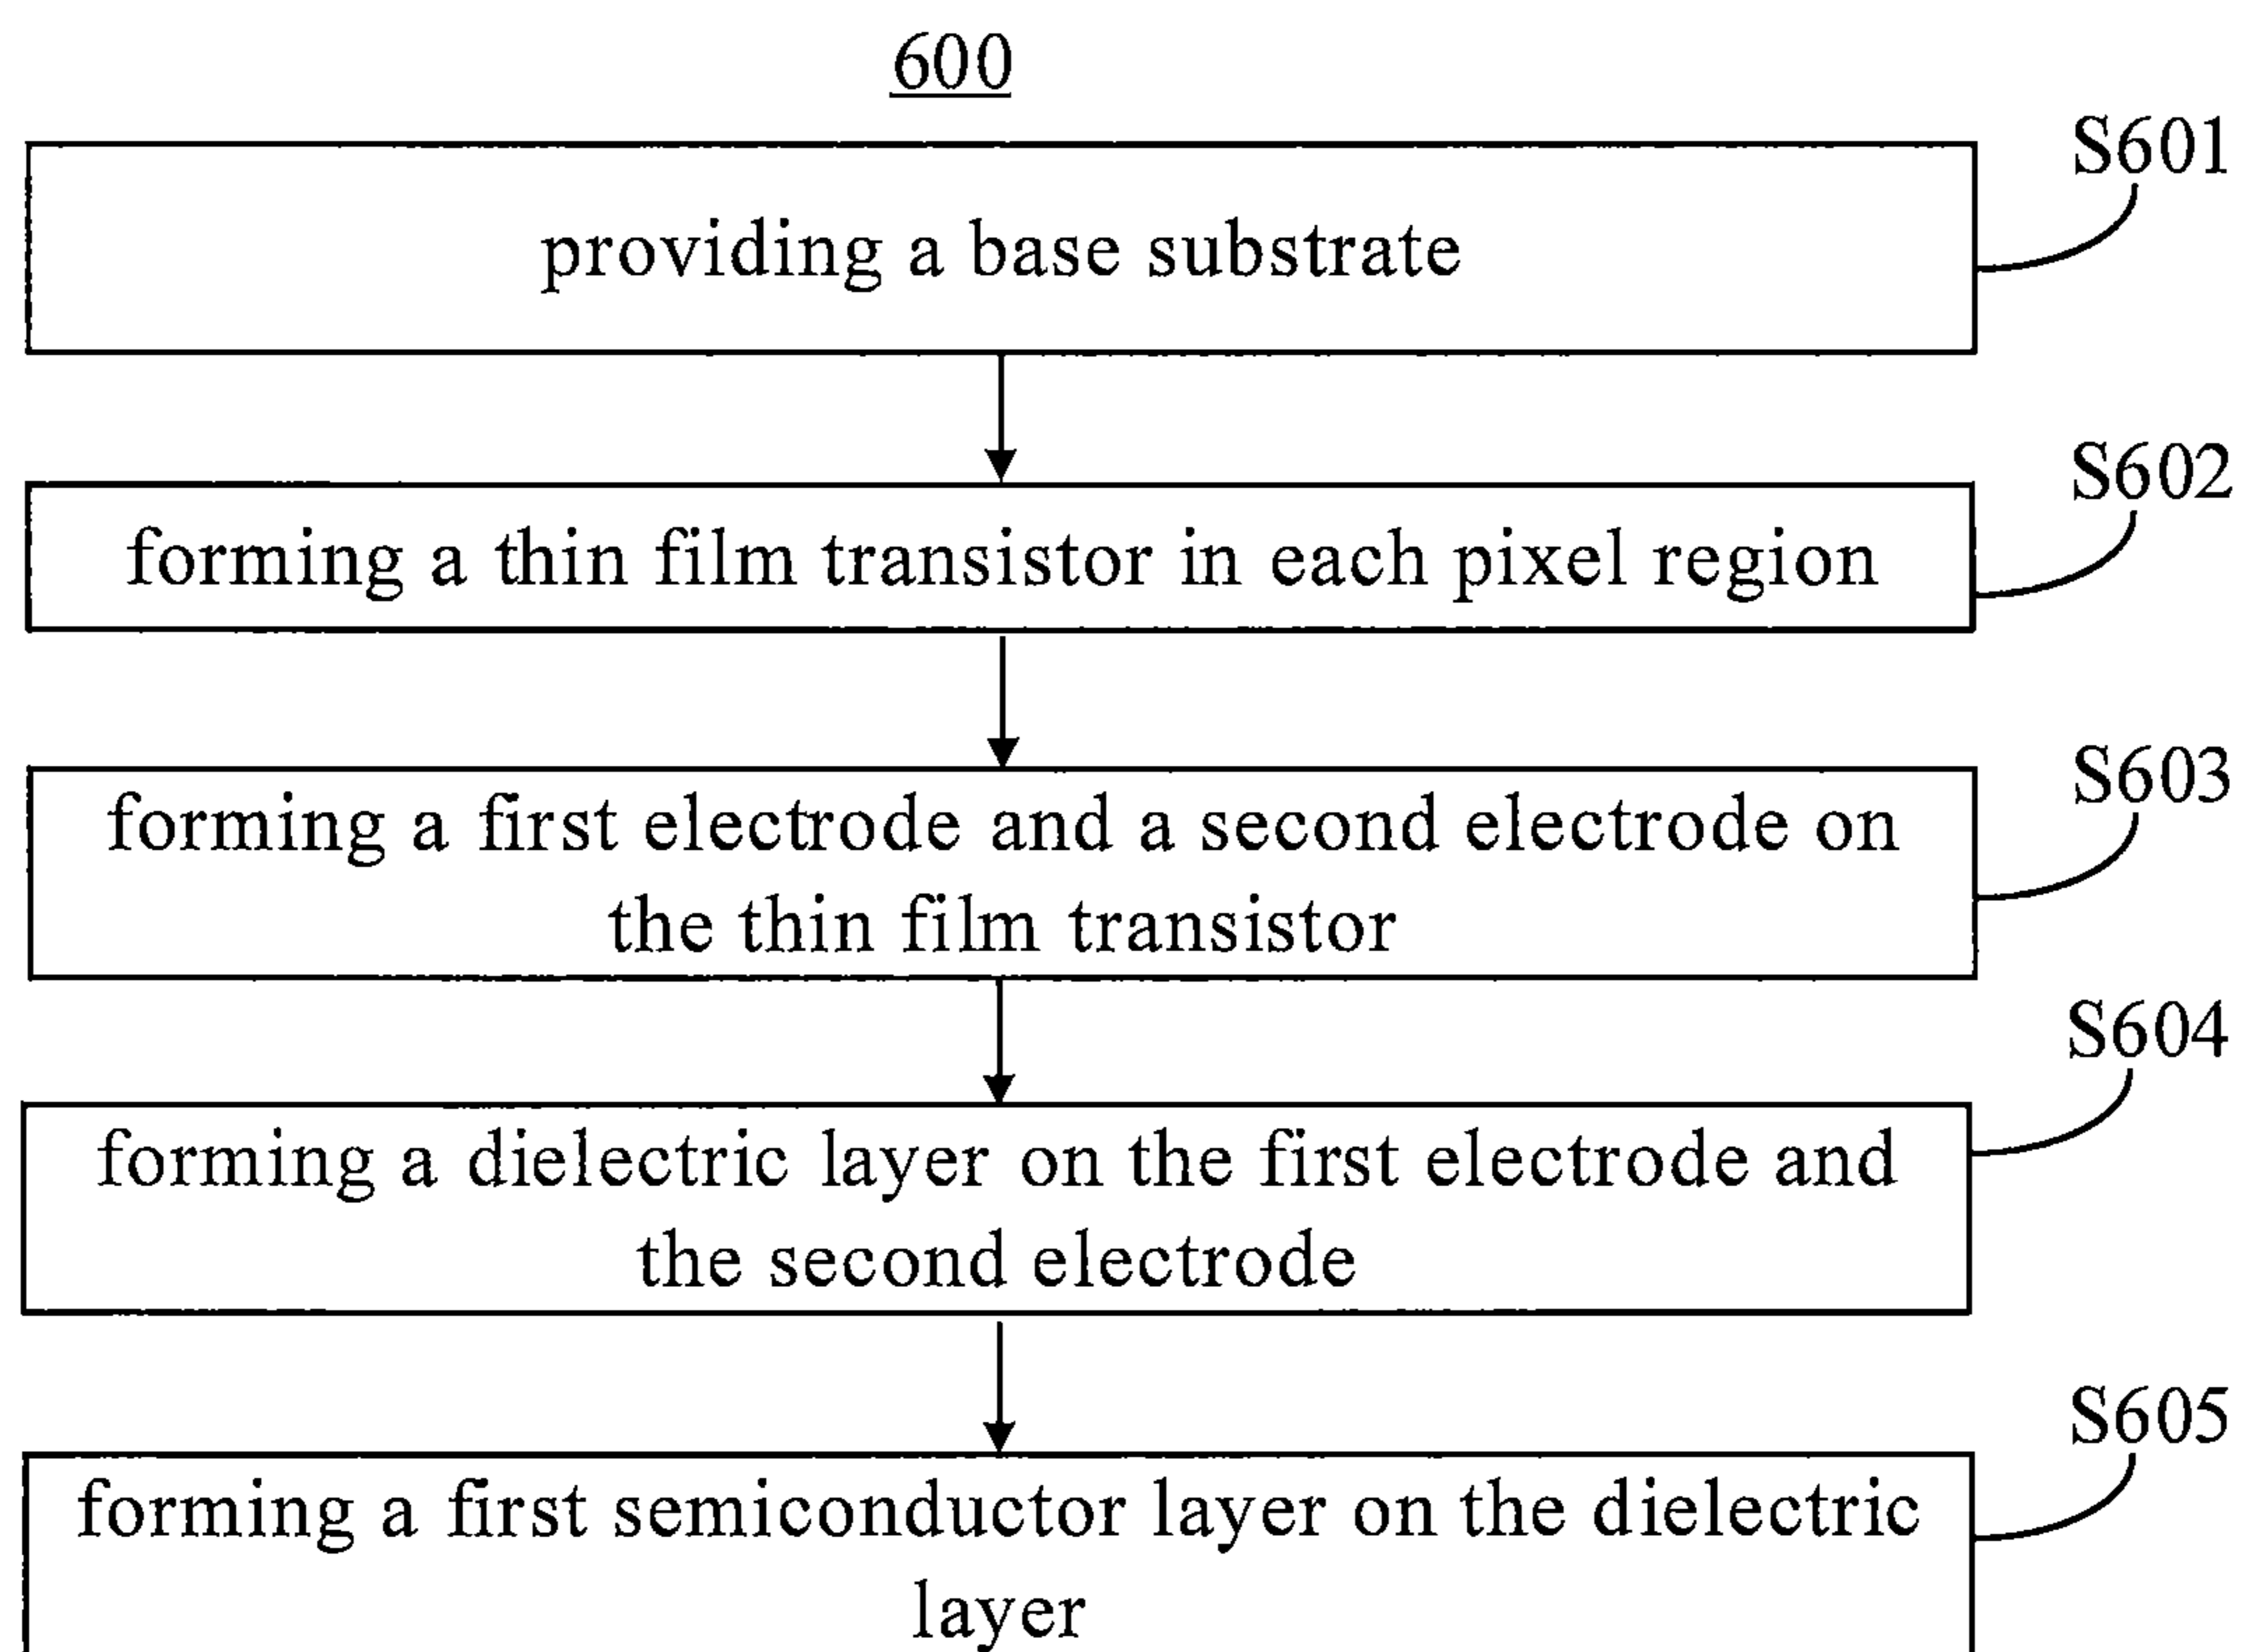 600
S601
providing a base substrate
S602
forming a thin film transistor in each pixel region
S603
forming a first electrode and a second electrode on
the thin film transistor
S604
forming a dielectric layer on the first electrode and
the second electrode
S605
forming a first semiconductor layer on the dielectric
layer